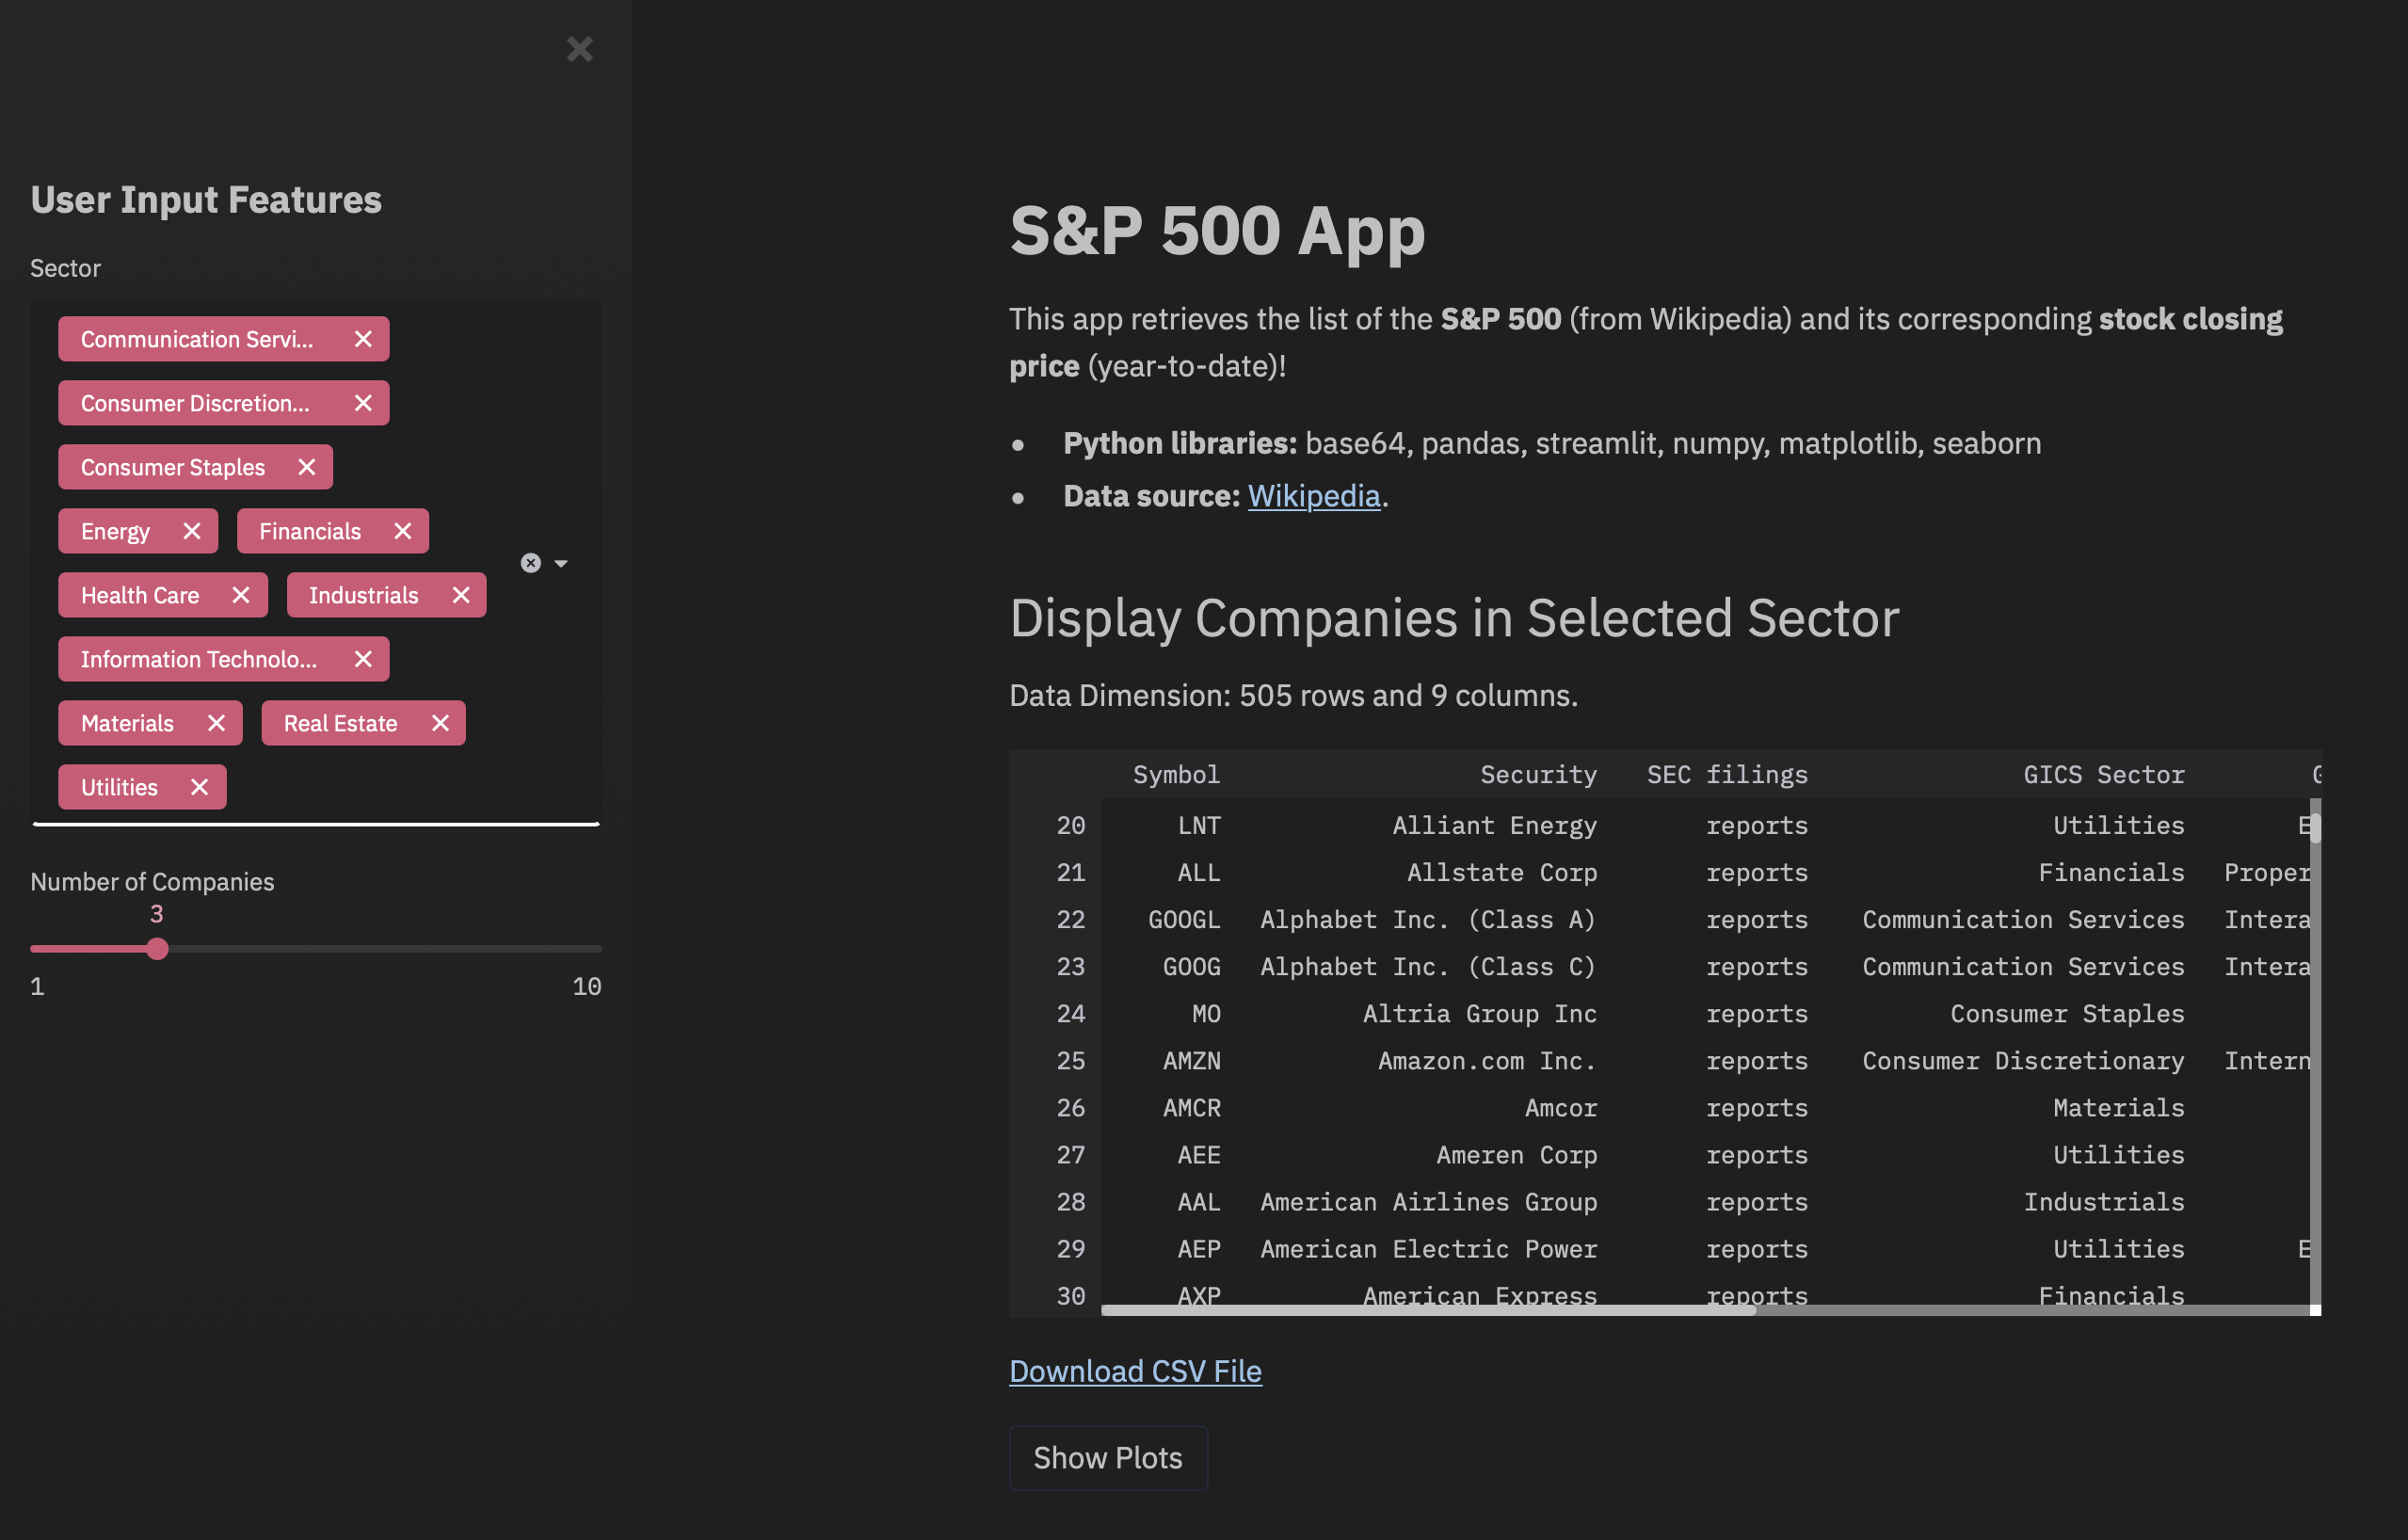 User Input Features
Sector
Communication Servi...
Consumer Discretion...
Consumer Staples
Energy Financials
Health Care Industrials
Information Technolo...
Materials Real Estate
Utilities
Number of Companies
3
1 10
S&P 500 App
This app retrieves the list of the S&P 500 (from Wikipedia) and its corresponding stock closing
price (year-to-date)!
• Python libraries: base64, pandas, streamlit, numpy, matplotlib, seaborn
• Data source: Wikipedia.
Display Companies in Selected Sector
Data Dimension: 505 rows and 9 columns.
Symbol Security SEC filings GICS Sector
20 LNT Alliant Energy reports Utilities E
21 ALL Allstate Corp reports Financials Proper
22 GOOGL Alphabet Inc. (Class A) reports Communication Services Intera
23 GOOG Alphabet Inc. (Class C) reports Communication Services Intera
24 MO Altria Group Inc reports Consumer Staples
25 AMZN Amazon.com Inc. reports Consumer Discretionary Intern
26 AMCR Amcor reports Materials
27 AEE Ameren Corp reports Utilities
28 AAL American Airlines Group reports Industrials
29 AEP American Electric Power reports Utilities E
30 AXP American Express reports Financials
Download CSV File
Show Plots